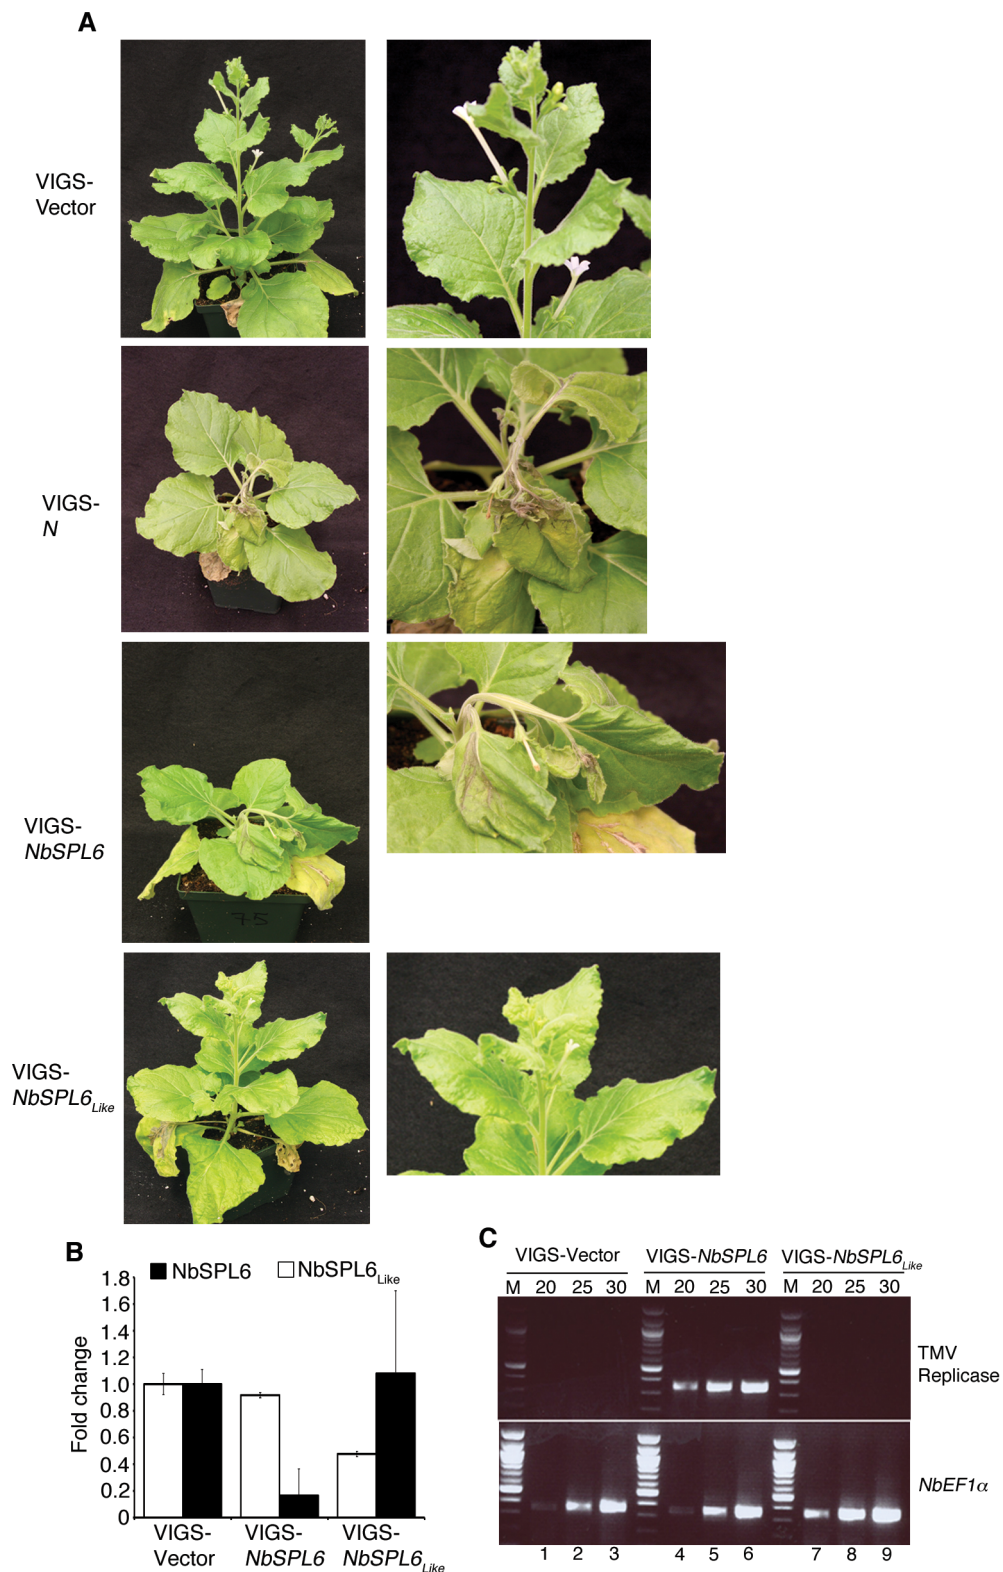 A
VIGS-
Vector
VIGS-
N
VIGS-
NbSPL6
75
VIGS-
NbSPL6Like
B
NbSPL6 NbSPL6Like
Fold change
1.8
1.6
1.4
1.2
1.0
0.8
0.6
0.4
0.2
0
VIGS-
Vector
VIGS-
NbSPL6
VIGS-
NbSPL6Like
C
VIGS-Vector VIGS-NbSPL6 VIGS-NbSPL6Like
M 20 25 30 M 20 25 30 M 20 25 30
TMV
Replicase
NbEF1α
1 2 3 4 5 6 7 8 9